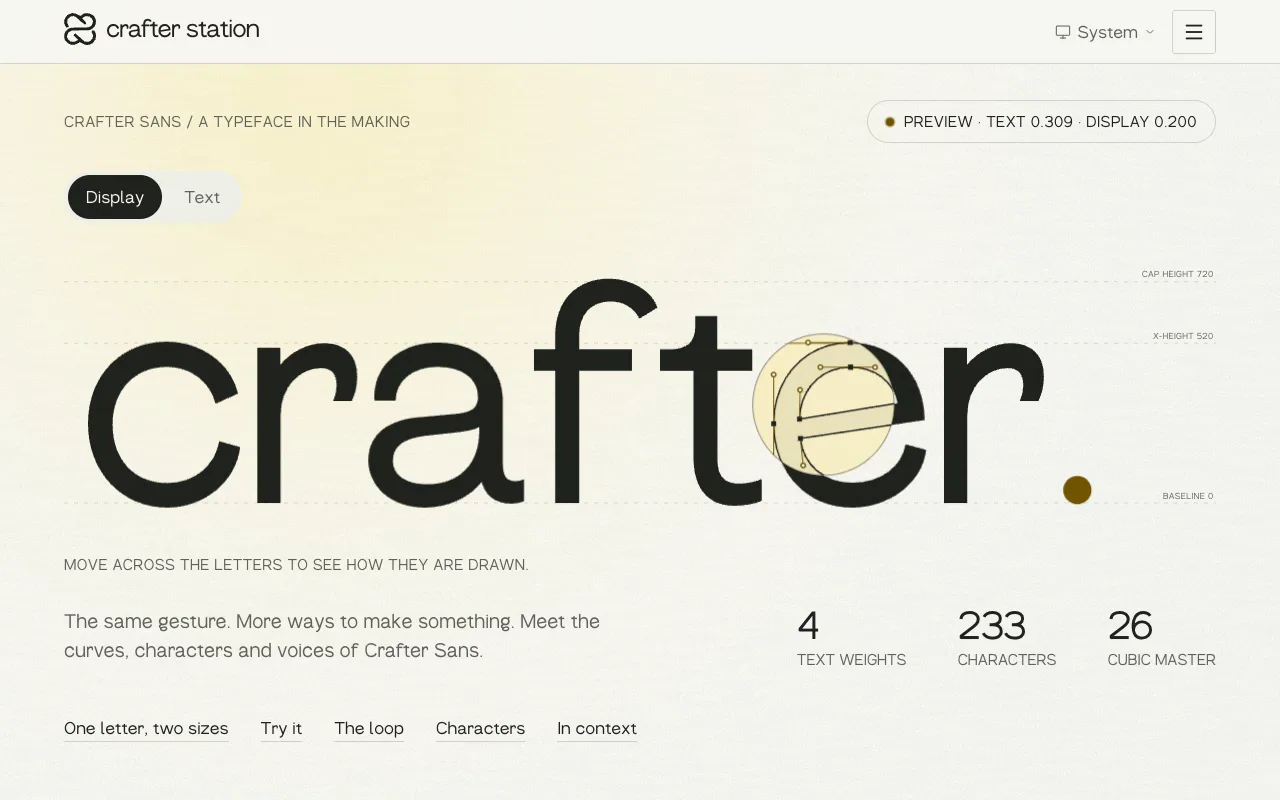 crafter station
System
CRAFTER SANS / A TYPEFACE IN THE MAKING
PREVIEW · TEXT 0.309 · DISPLAY 0.200
Display
Text
CAP HEIGHT 720
X-HEIGHT 520
crafter.
BASELINE 0
MOVE ACROSS THE LETTERS TO SEE HOW THEY ARE DRAWN.
The same gesture. More ways to make something. Meet the
curves, characters and voices of Crafter Sans.
4
TEXT WEIGHTS
233
CHARACTERS
26
CUBIC MASTER
One letter, two sizes
Try it
The loop
Characters
In context